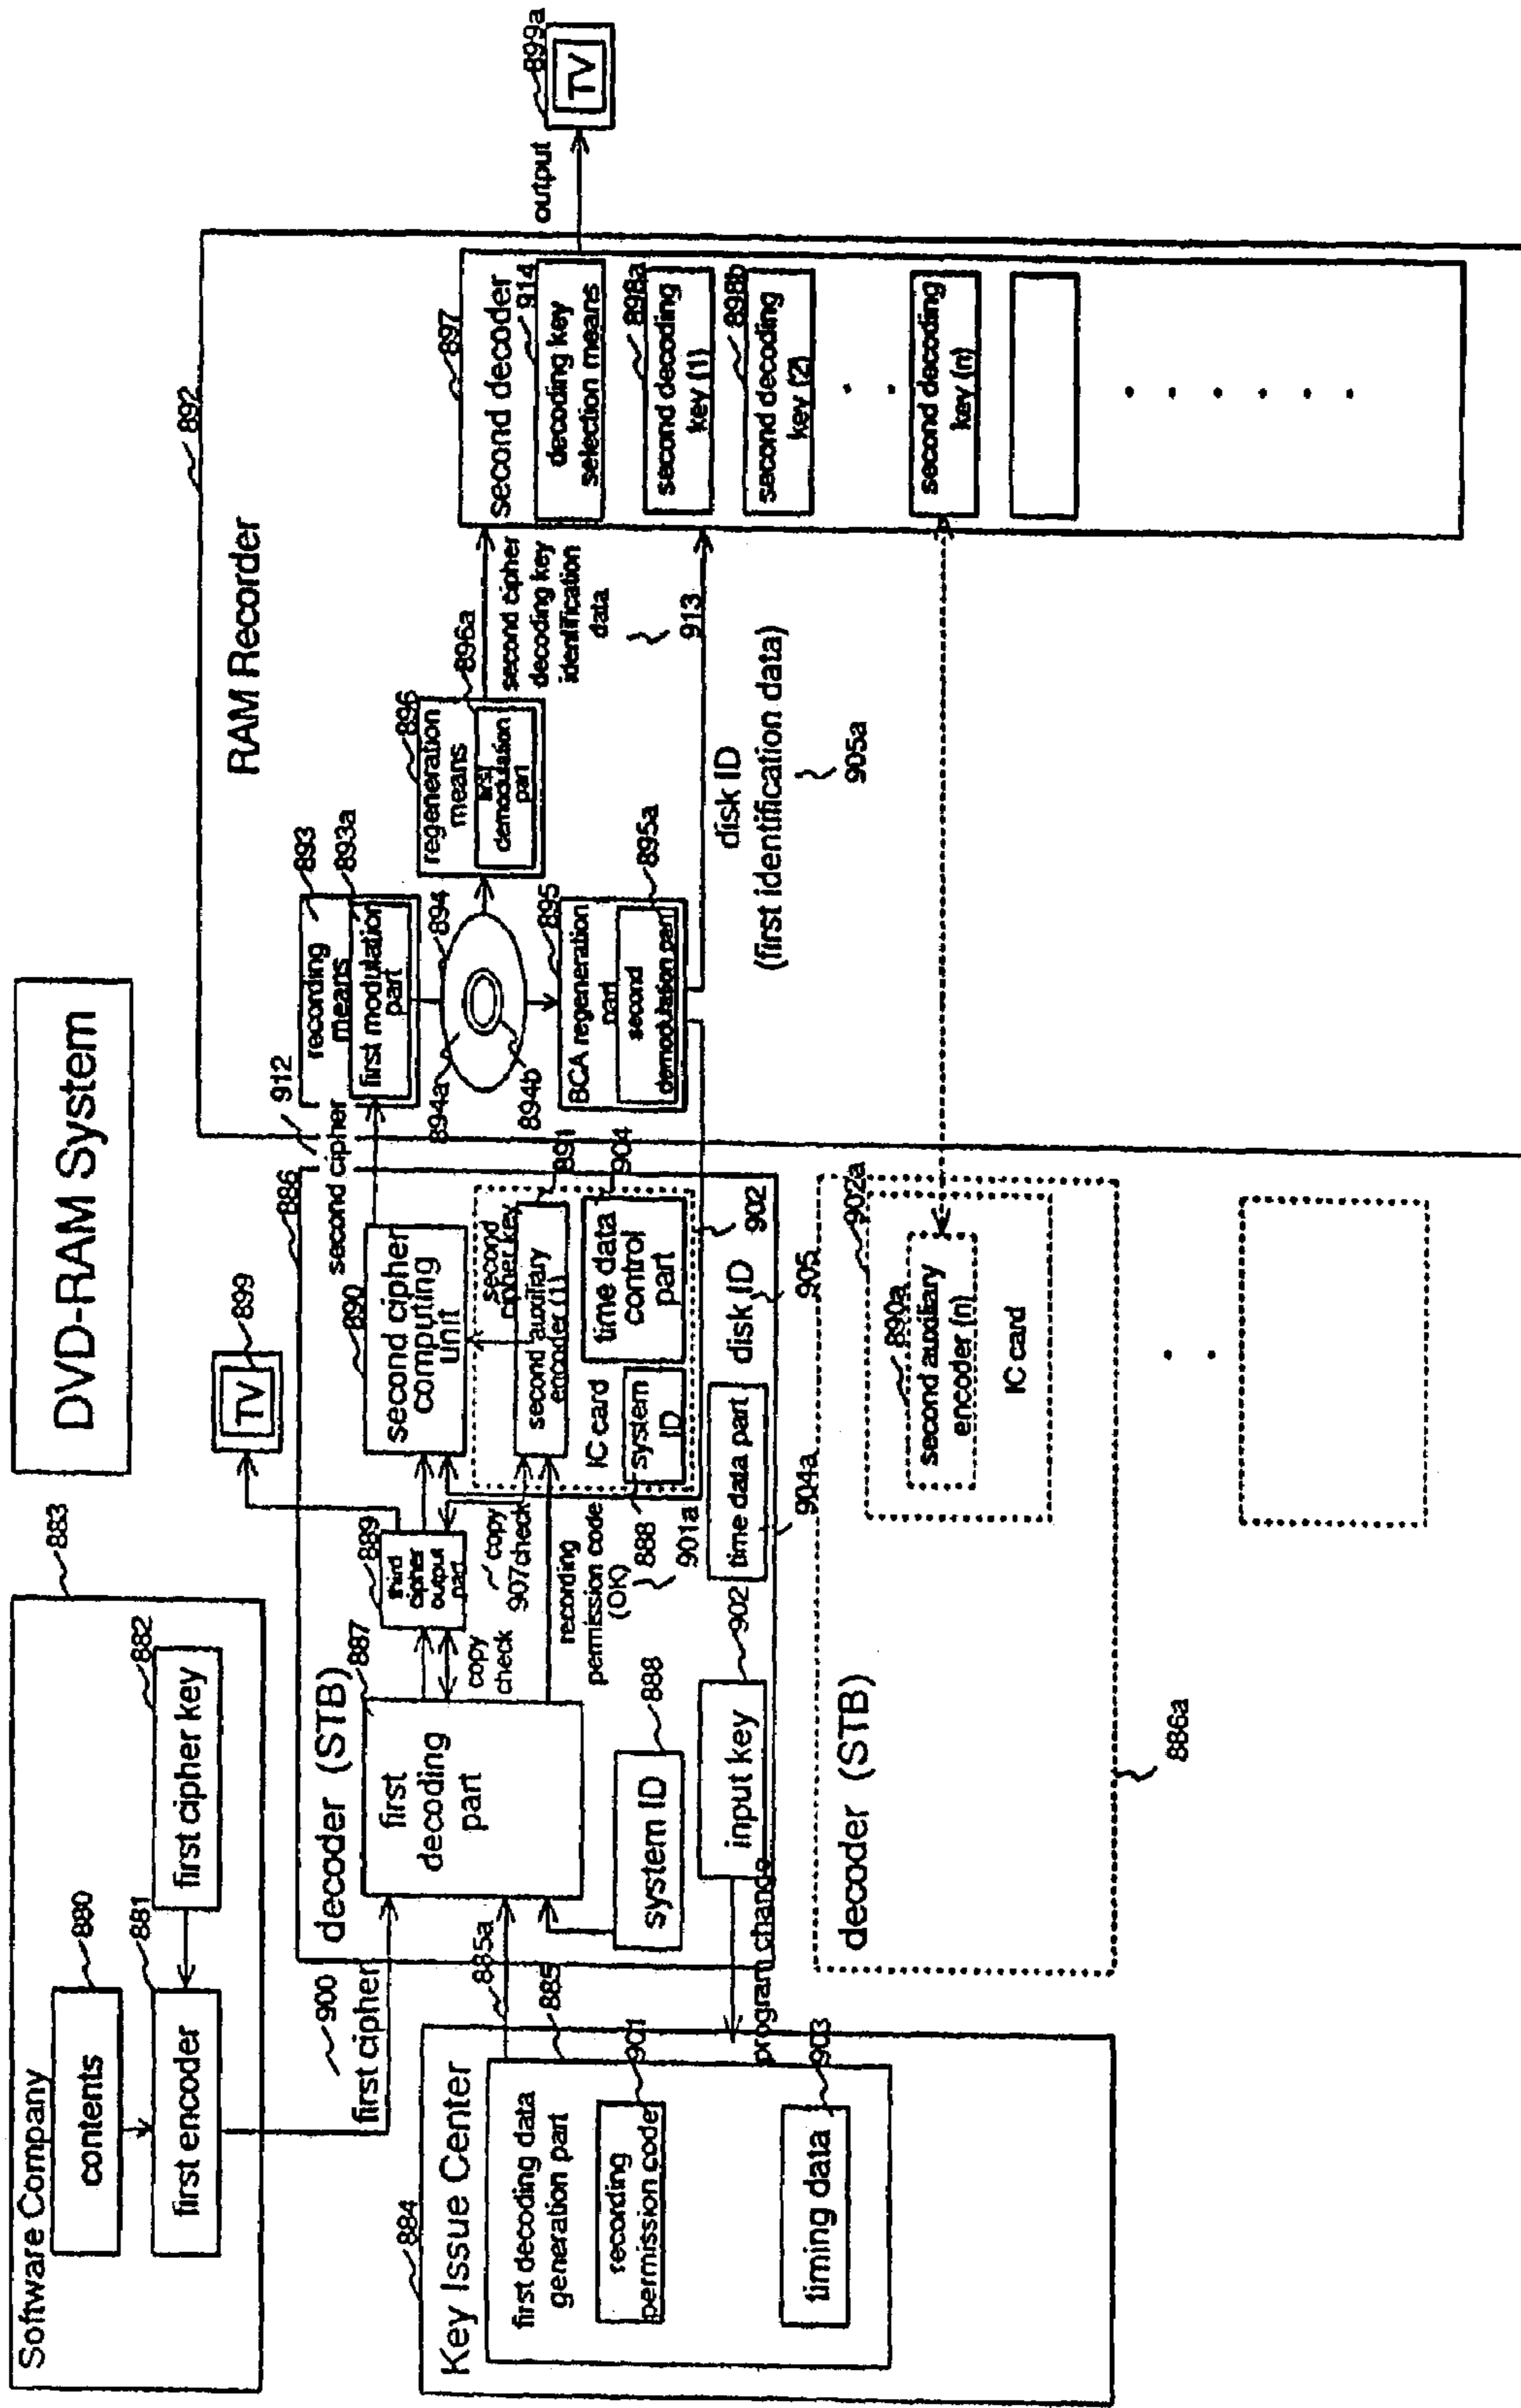 DVD-RAM System
Software Company
883
contents
880
first encoder
881
first cipher key
882
900
first cipher
884
Key Issue Center
885a
885
first decoding data
generation part
recording
permission code
901
timing data
903
program change
886
decoder (STB)
first
decoding
part
887
copy
check
system ID
888
input key
902
third
cipher
output
part
889
copy
check
907
recording
permission code
(OK)
888
901a
TV
899
second cipher
computing
unit
890
second
cipher key
second auxiliary
encoder (1)
891
IC card
system
ID
time data
control
part
904
902
time data part
904a
disk ID
905
second cipher
912
decoder (STB)
886a
890a
second auxiliary
encoder (n)
IC card
902a
RAM Recorder
892
recording
means
893
first modulation
part
893a
894
894a
894b
BCA regeneration
part
895
second
demodulation part
895a
regeneration
means
896
first
demodulation
part
896a
second cipher
decoding key
identification
data
913
disk ID
(first identification data)
905a
897
second decoder
914
decoding key
selection means
second decoding
key (1)
898a
second decoding
key (2)
898b
second decoding
key (n)
output
TV
899a